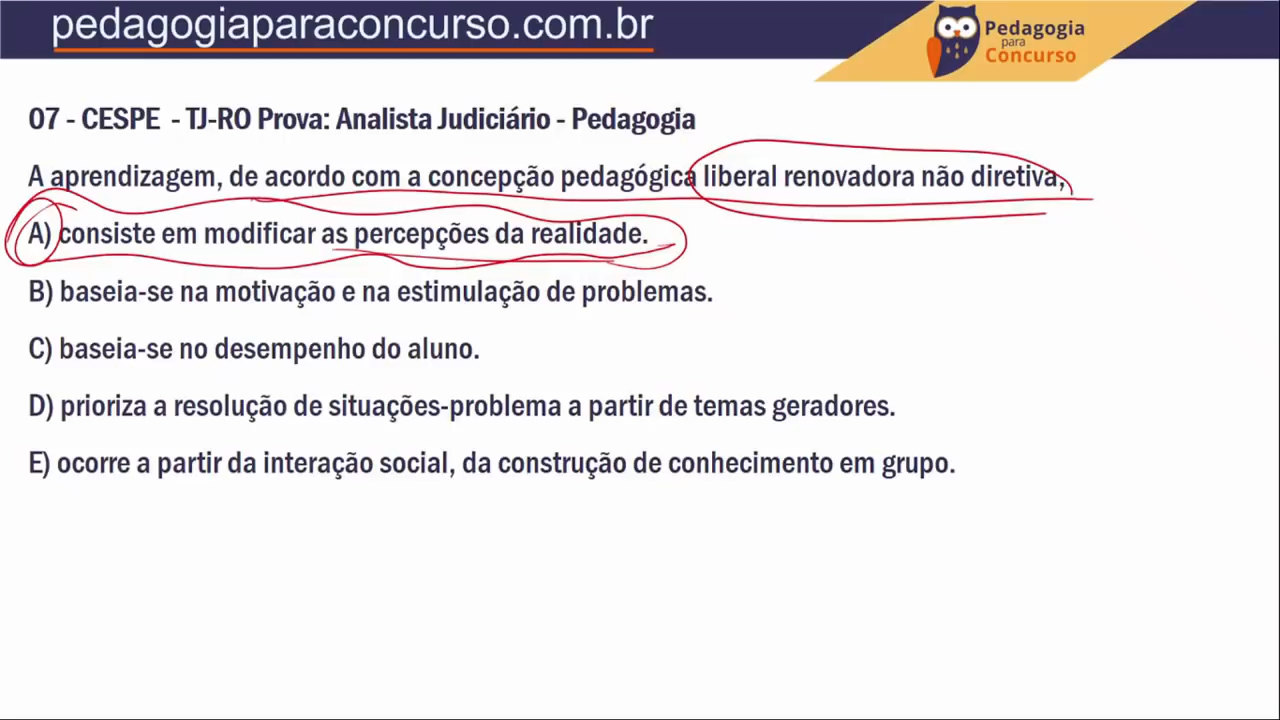 pedagogiaparaconcurso.com.br
Pedagogia
para
Concurso
07 - CESPE - TJ-RO Prova: Analista Judiciário - Pedagogia
A aprendizagem, de acordo com a concepção pedagógica liberal renovadora não diretiva,
A) consiste em modificar as percepções da realidade.
B) baseia-se na motivação e na estimulação de problemas.
C) baseia-se no desempenho do aluno.
D) prioriza a resolução de situações-problema a partir de temas geradores.
E) ocorre a partir da interação social, da construção de conhecimento em grupo.